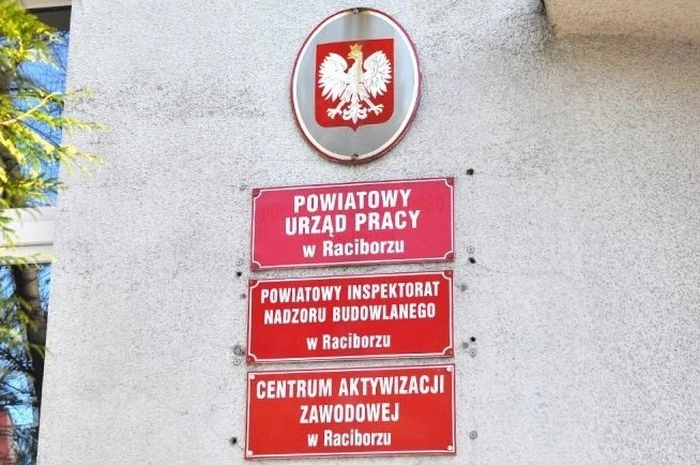 POWIATOWY
URZĄD PRACY
w Raciborzu
POWIATOWY INSPEKTORAT
NADZORU BUDOWLANEGO
w Raciborzu
CENTRUM AKTYWIZACJI
ZAWODOWEJ
w Raciborzu